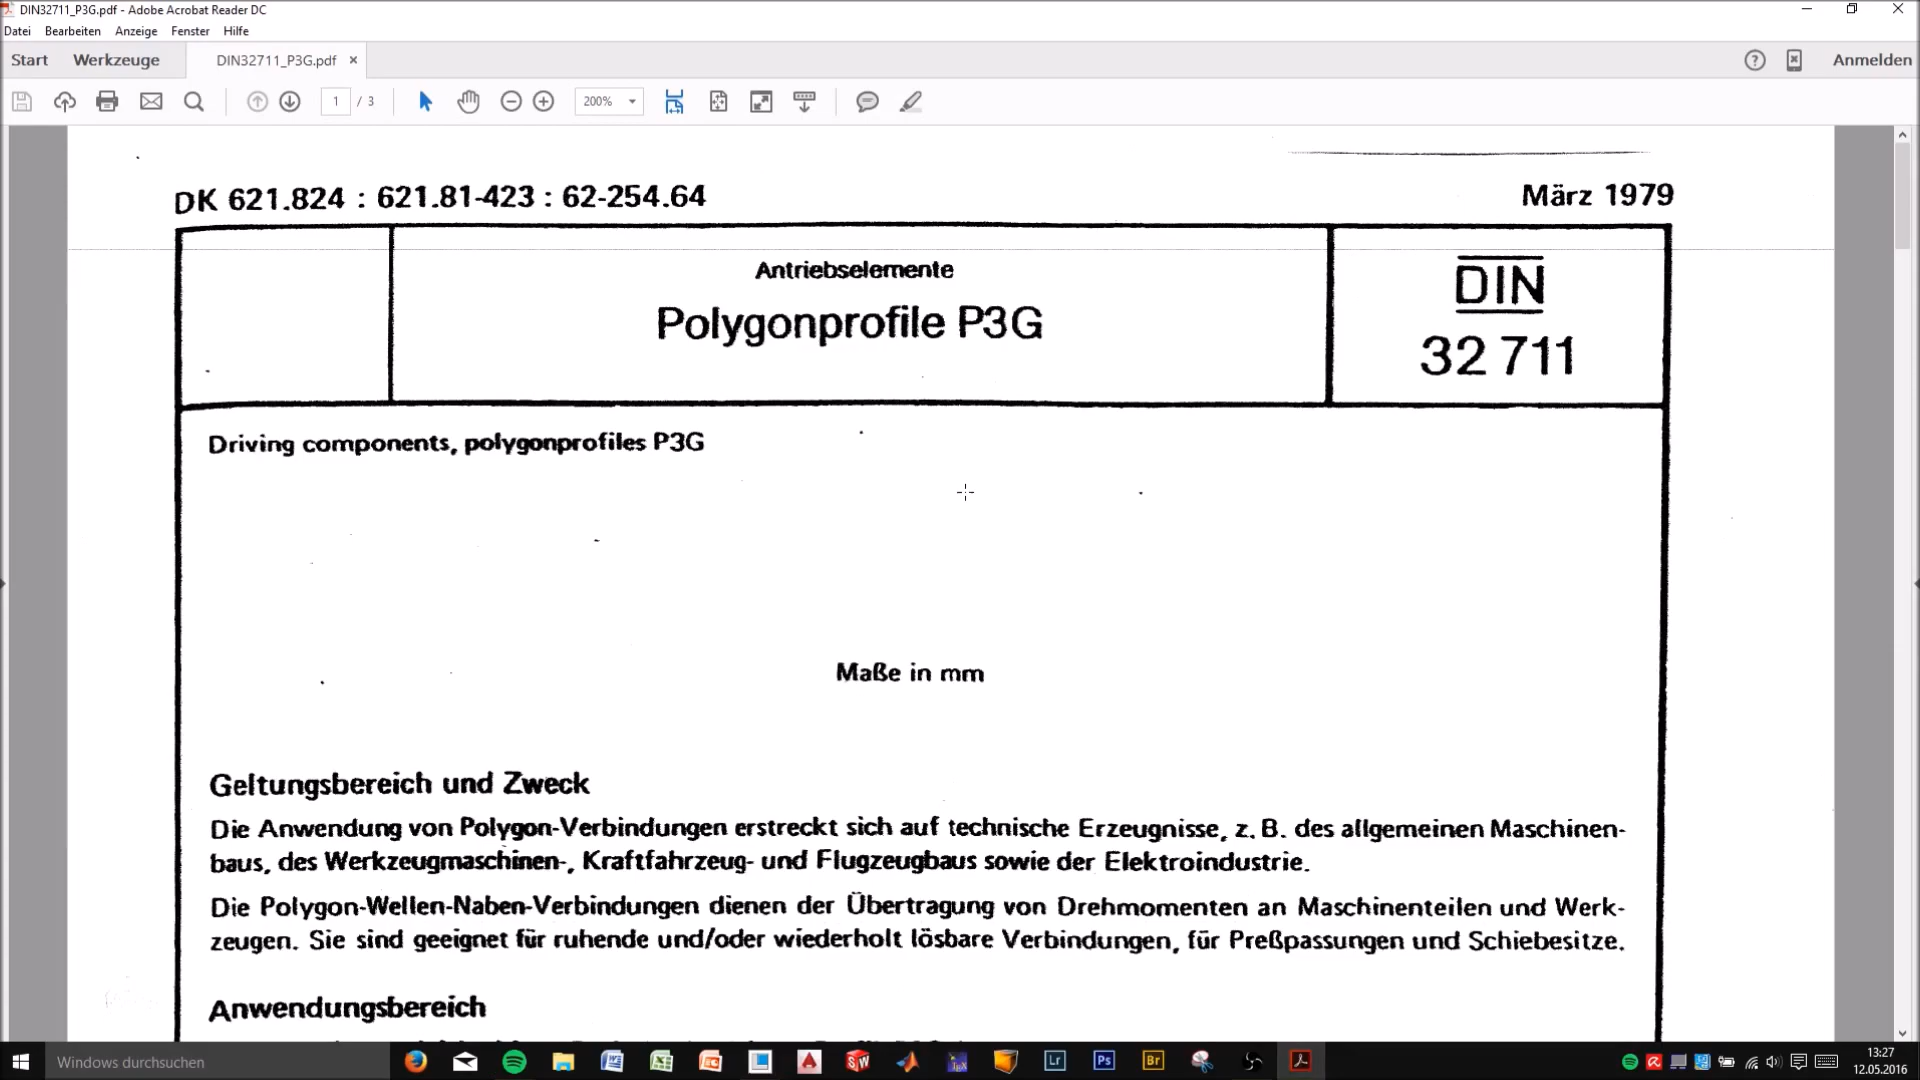 DIN32711_P3G.pdf - Adobe Acrobat Reader DC
Datei Bearbeiten Anzeige Fenster Hilfe
Start Werkzeuge DIN32711_P3G.pdf × Anmelden
1 / 3 200%
DK 621.824 : 621.81-423 : 62-254.64 März 1979
Antriebselemente
Polygonprofile P3G
DIN
32 711
Driving components, polygonprofiles P3G
Maße in mm
Geltungsbereich und Zweck
Die Anwendung von Polygon-Verbindungen erstreckt sich auf technische Erzeugnisse, z. B. des allgemeinen Maschinen-
baus, des Werkzeugmaschinen-, Kraftfahrzeug- und Flugzeugbaus sowie der Elektroindustrie.
Die Polygon-Wellen-Naben-Verbindungen dienen der Übertragung von Drehmomenten an Maschinenteilen und Werk-
zeugen. Sie sind geeignet für ruhende und/oder wiederholt lösbare Verbindungen, für Preßpassungen und Schiebesitze.
Anwendungsbereich
Windows durchsuchen
Lr Ps Br
13:27
12.05.2016